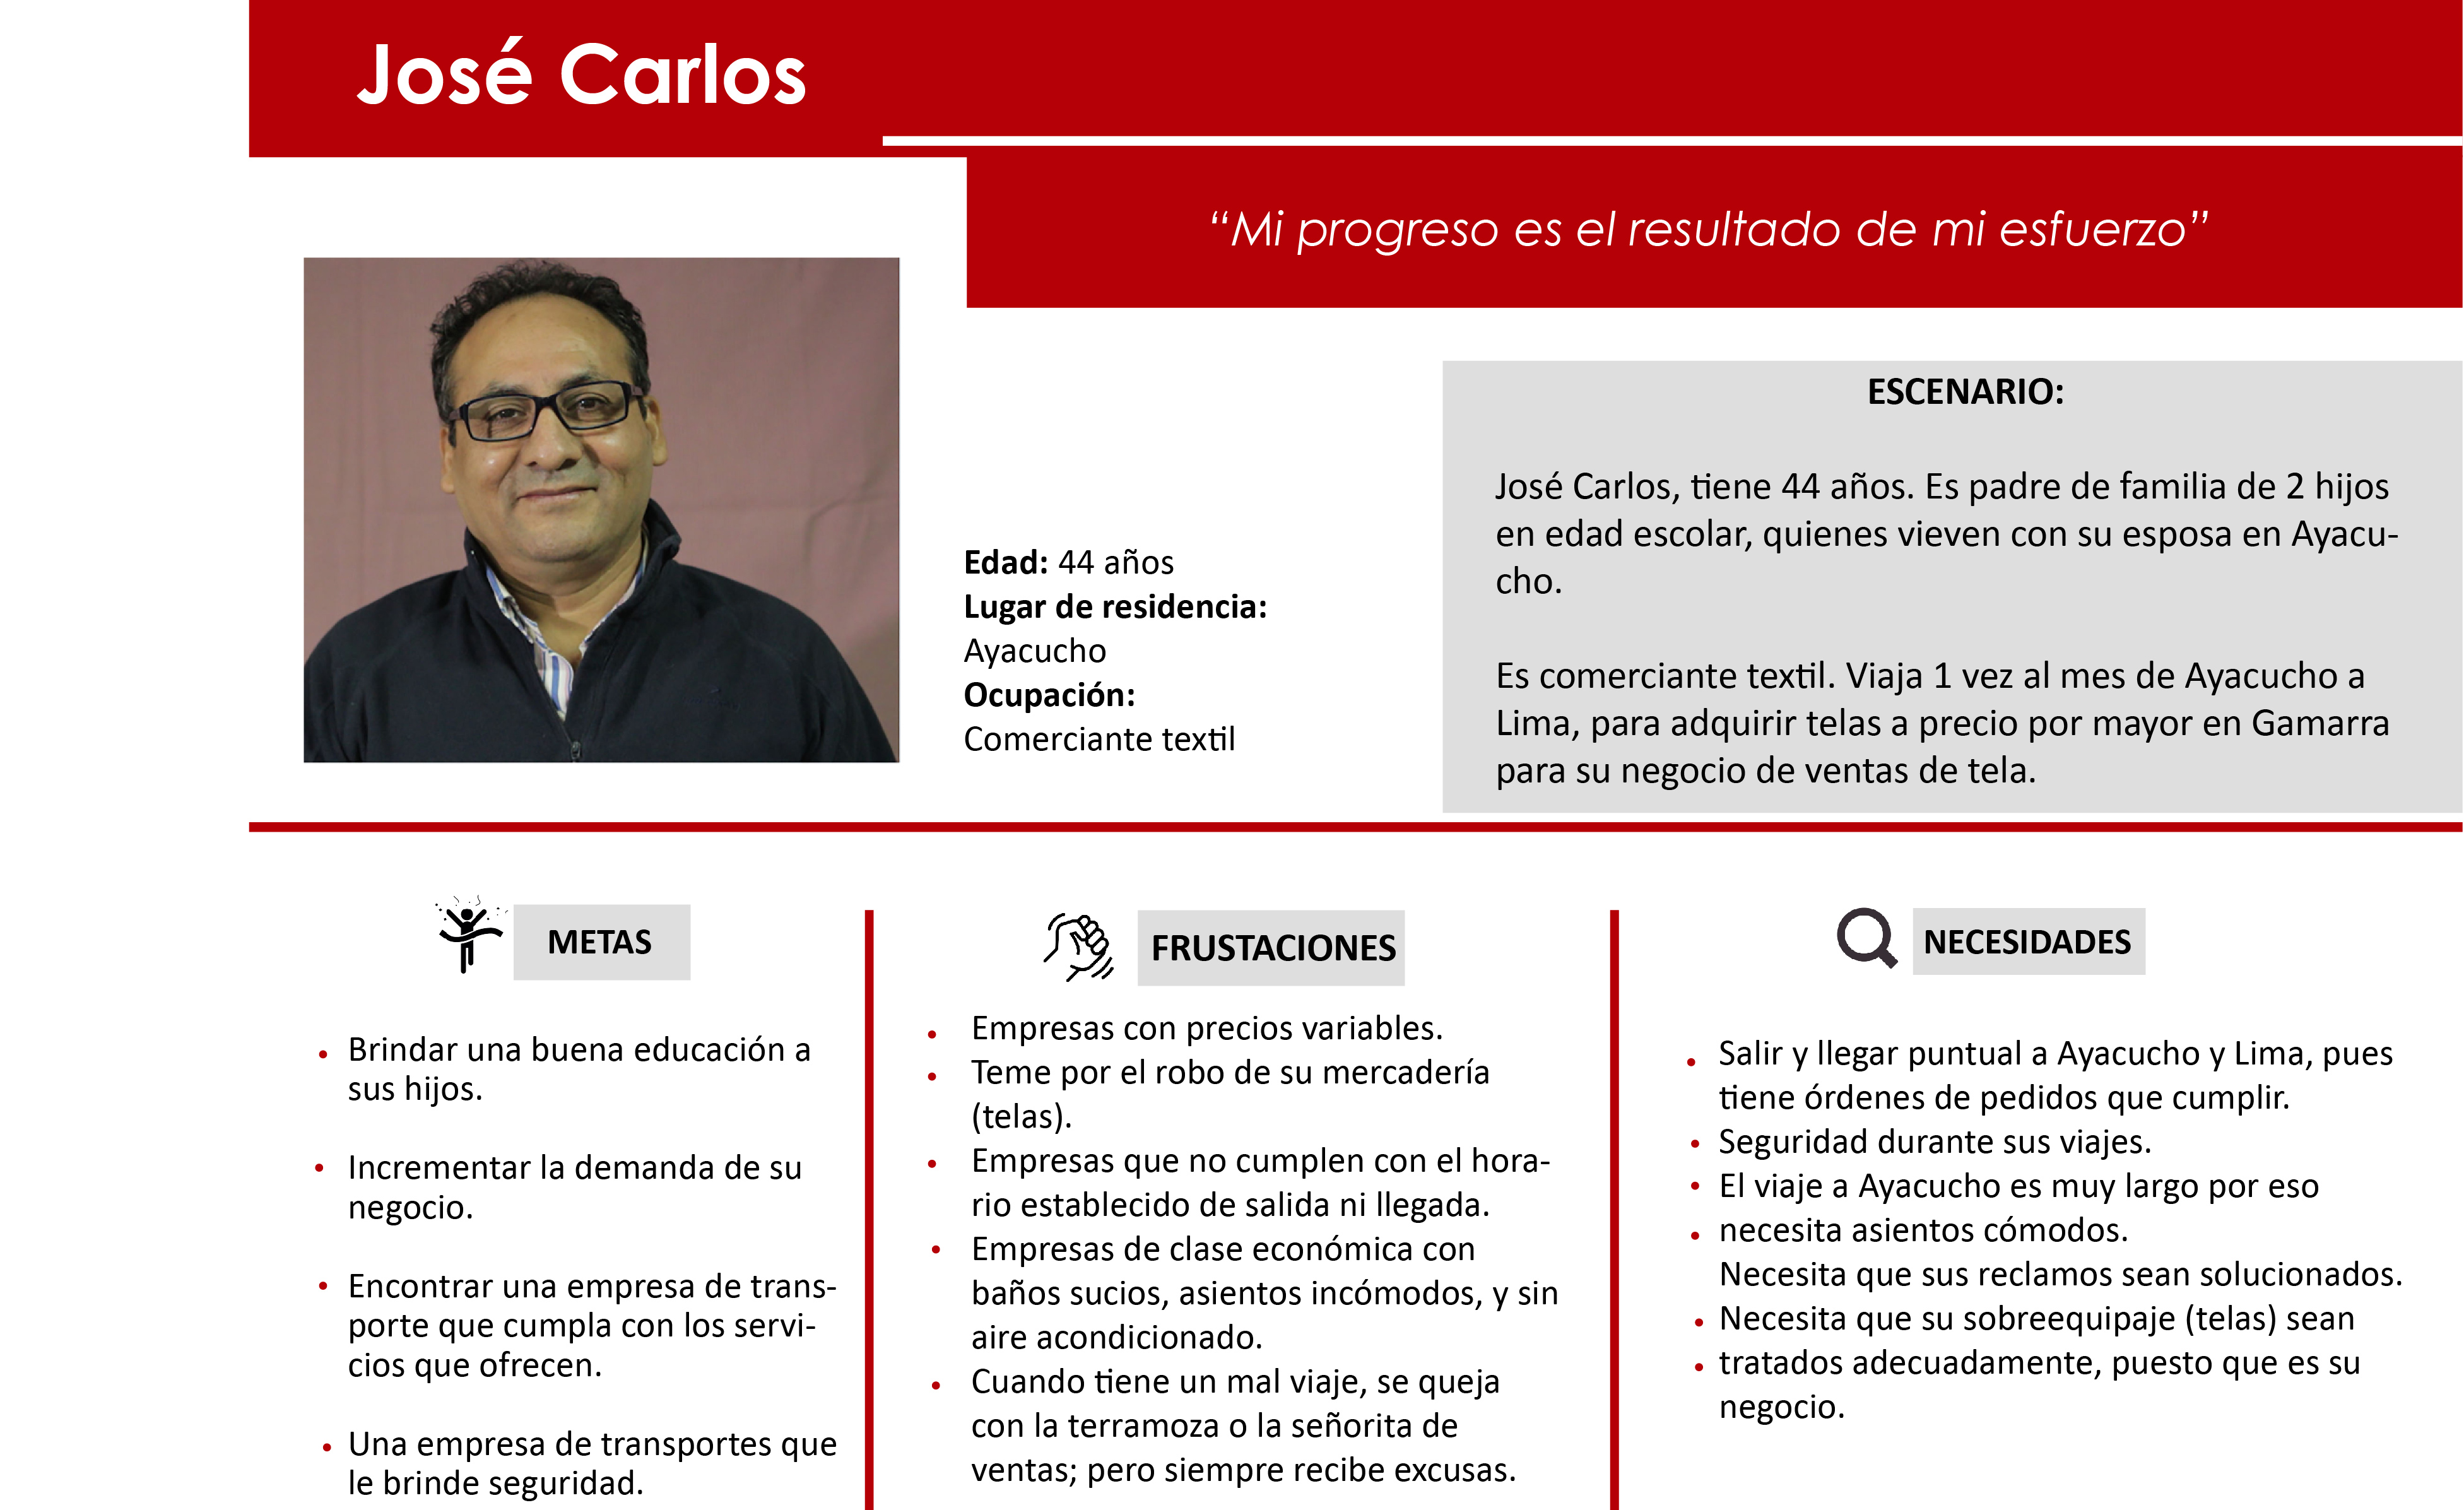 José Carlos
“Mi progreso es el resultado de mi esfuerzo”
Edad: 44 años
Lugar de residencia:
Ayacucho
Ocupación:
Comerciante textil
ESCENARIO:
José Carlos, tiene 44 años. Es padre de familia de 2 hijos
en edad escolar, quienes vieven con su esposa en Ayacu-
cho.
Es comerciante textil. Viaja 1 vez al mes de Ayacucho a
Lima, para adquirir telas a precio por mayor en Gamarra
para su negocio de ventas de tela.
METAS
• Brindar una buena educación a
sus hijos.
• Incrementar la demanda de su
negocio.
• Encontrar una empresa de trans-
porte que cumpla con los servi-
cios que ofrecen.
• Una empresa de transportes que
le brinde seguridad.
FRUSTACIONES
• Empresas con precios variables.
• Teme por el robo de su mercadería
(telas).
• Empresas que no cumplen con el hora-
rio establecido de salida ni llegada.
• Empresas de clase económica con
baños sucios, asientos incómodos, y sin
aire acondicionado.
• Cuando tiene un mal viaje, se queja
con la terramoza o la señorita de
ventas; pero siempre recibe excusas.
NECESIDADES
• Salir y llegar puntual a Ayacucho y Lima, pues
tiene órdenes de pedidos que cumplir.
• Seguridad durante sus viajes.
• El viaje a Ayacucho es muy largo por eso
• necesita asientos cómodos.
Necesita que sus reclamos sean solucionados.
• Necesita que su sobreequipaje (telas) sean
• tratados adecuadamente, puesto que es su
negocio.